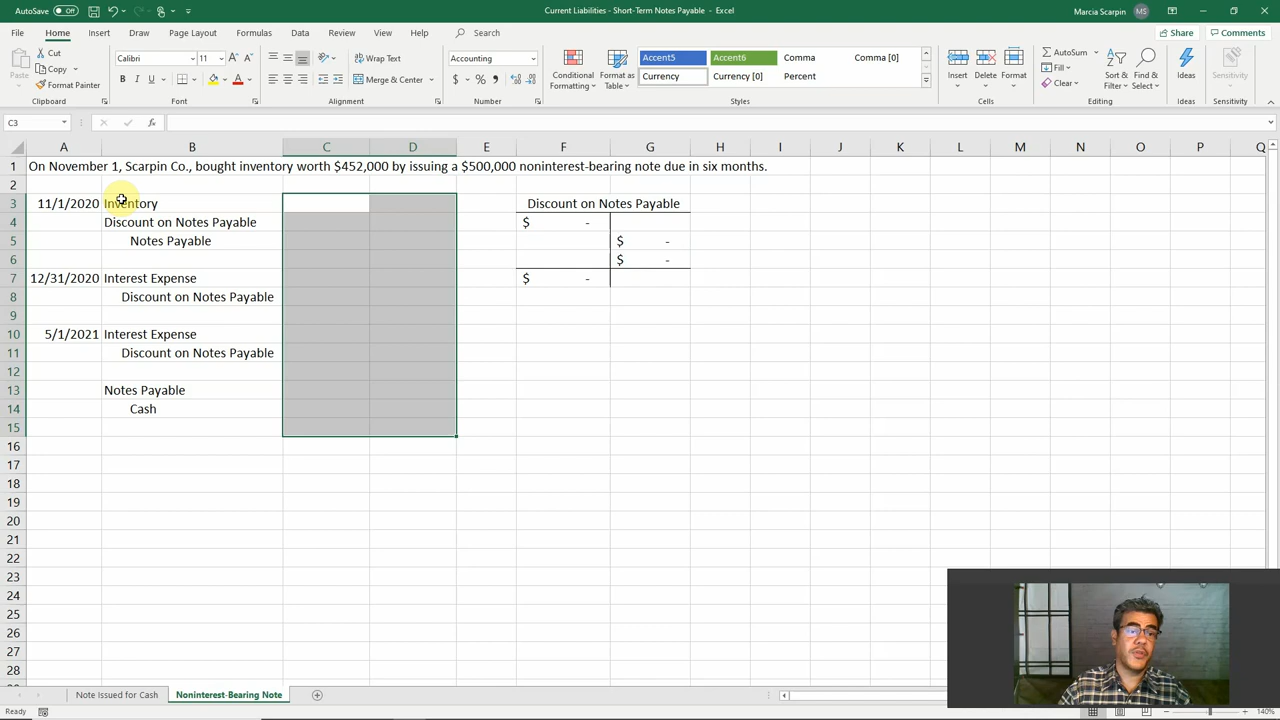 AutoSave Off
Current Liabilities - Short-Term Notes Payable - Excel
Marcia Scarpin MS
File Home Insert Draw Page Layout Formulas Data Review View Help Search Share Comments
Paste Cut Copy Format Painter
Clipboard
Calibri 11
B I U
Font
Wrap Text
Merge & Center
Alignment
Accounting
$ % ,
Number
Conditional Formatting Format as Table
Accent5 Accent6 Comma Comma [0]
Currency Currency [0] Percent
Styles
Insert Delete Format
Cells
AutoSum
Fill
Clear
Sort & Filter Find & Select
Editing
Ideas
Ideas
Sensitivity
Sensitivity
C3 fx
A B C D E F G H I J K L M N O P Q
1 On November 1, Scarpin Co., bought inventory worth $452,000 by issuing a $500,000 noninterest-bearing note due in six months.
2
3 11/1/2020 Inventory Discount on Notes Payable
4 Discount on Notes Payable $ -
5 Notes Payable $ -
6 $ -
7 12/31/2020 Interest Expense $ -
8 Discount on Notes Payable
9
10 5/1/2021 Interest Expense
11 Discount on Notes Payable
12
13 Notes Payable
14 Cash
15
16
17
18
19
20
21
22
23
24
25
26
27
28
Note Issued for Cash Noninterest-Bearing Note
Ready 140%